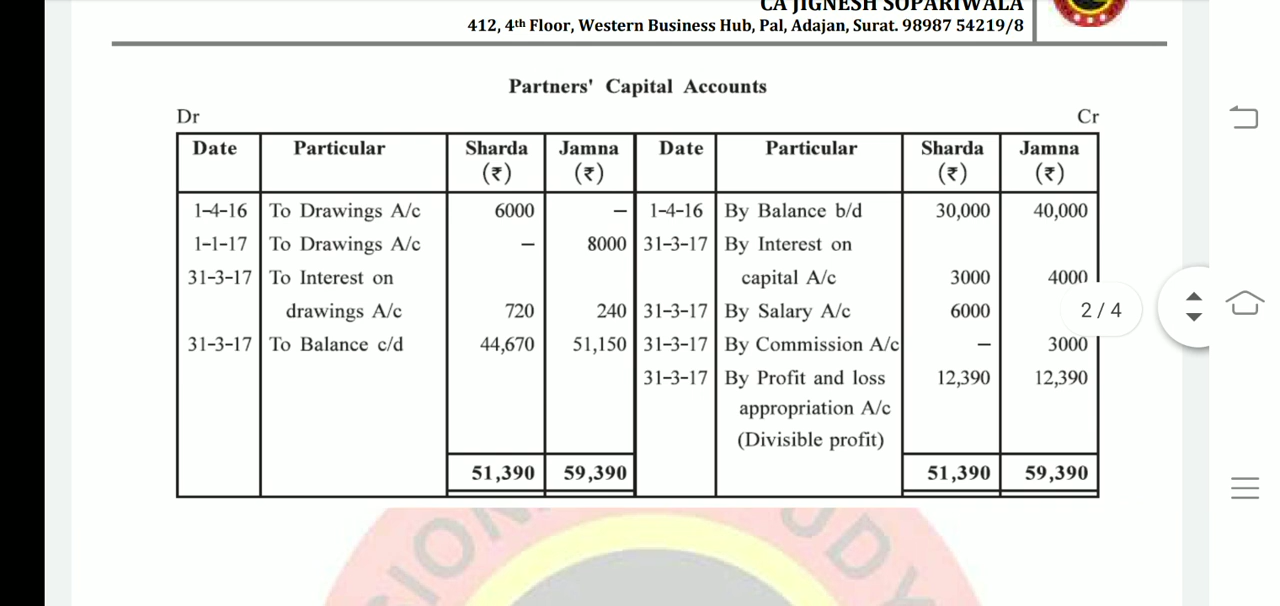 CA JIGNESH SOPARIWALA
412, 4th Floor, Western Business Hub, Pal, Adajan, Surat. 98987 54219/8
Partners' Capital Accounts
Dr Cr
Date Particular Sharda Jamna Date Particular Sharda Jamna
(₹) (₹) (₹) (₹)
1-4-16 To Drawings A/c 6000 – 1-4-16 By Balance b/d 30,000 40,000
1-1-17 To Drawings A/c – 8000 31-3-17 By Interest on
31-3-17 To Interest on capital A/c 3000 4000
drawings A/c 720 240 31-3-17 By Salary A/c 6000
2 / 4
31-3-17 To Balance c/d 44,670 51,150 31-3-17 By Commission A/c – 3000
31-3-17 By Profit and loss 12,390 12,390
appropriation A/c
(Divisible profit)
51,390 59,390 51,390 59,390